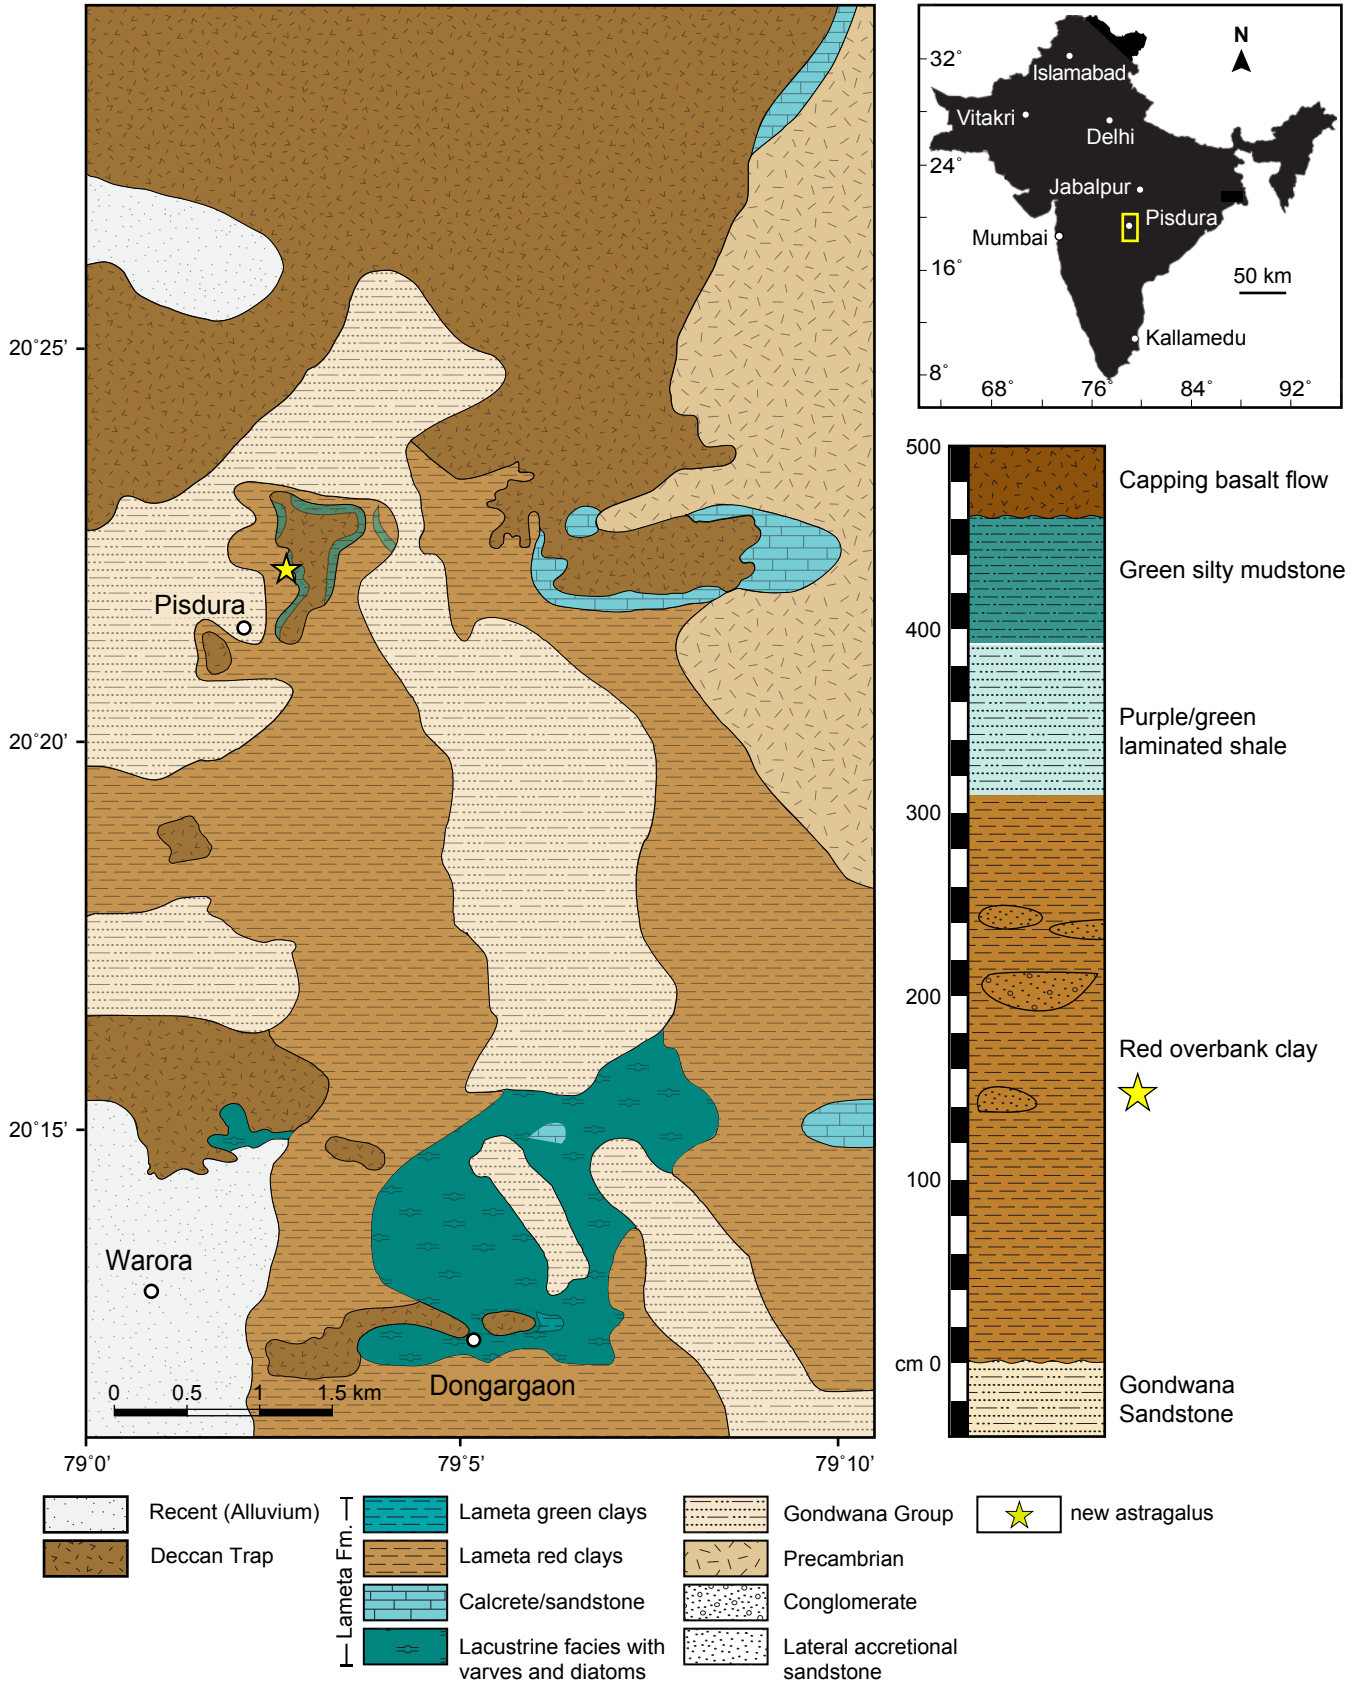 20˚25’
20˚20’
20˚15’
79˚0’
79˚5’
79˚10’
Pisdura
Warora
Dongargaon
0 0.5 1 1.5 km
N
32˚
24˚
16˚
8˚
68˚ 76˚ 84˚ 92˚
Islamabad
Vitakri
Delhi
Jabalpur
Pisdura
Mumbai
50 km
Kallamedu
500
400
300
200
100
cm 0
Capping basalt flow
Green silty mudstone
Purple/green
laminated shale
Red overbank clay
Gondwana
Sandstone
Recent (Alluvium)
Deccan Trap
Lameta Fm.
Lameta green clays
Lameta red clays
Calcrete/sandstone
Lacustrine facies with
varves and diatoms
Gondwana Group
Precambrian
Conglomerate
Lateral accretional
sandstone
new astragalus